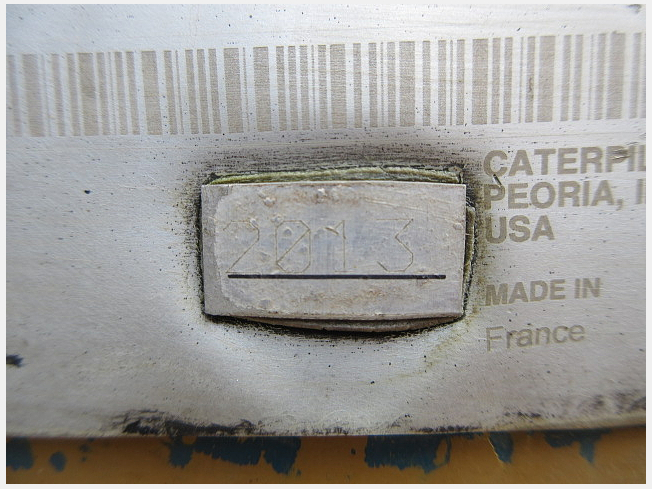 CATERPIL
PEORIA, I
USA
2013
MADE IN
France